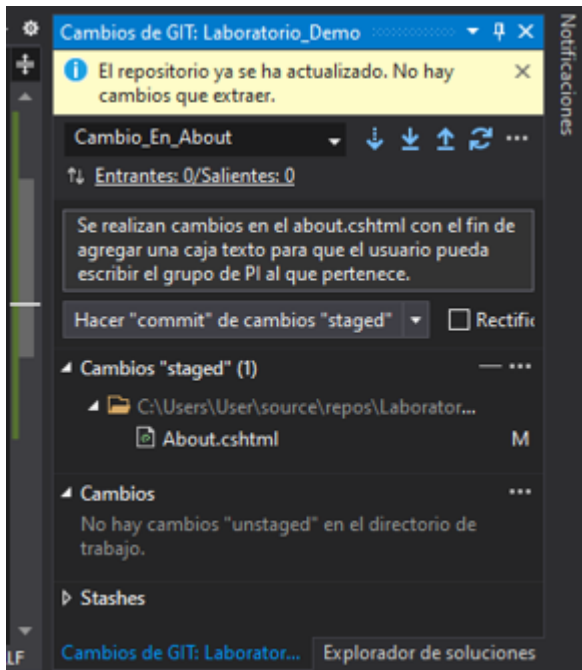 Cambios de GIT: Laboratorio_Demo
El repositorio ya se ha actualizado. No hay
cambios que extraer.
Cambio_En_About
Entrantes: 0/Salientes: 0
Se realizan cambios en el about.cshtml con el fin de
agregar una caja texto para que el usuario pueda
escribir el grupo de PI al que pertenece.
Hacer "commit" de cambios "staged"
Rectific
Cambios "staged" (1)
C:\Users\User\source\repos\Laborator...
About.cshtml M
Cambios
No hay cambios "unstaged" en el directorio de
trabajo.
Stashes
LF
Cambios de GIT: Laborator... Explorador de soluciones
Notificaciones